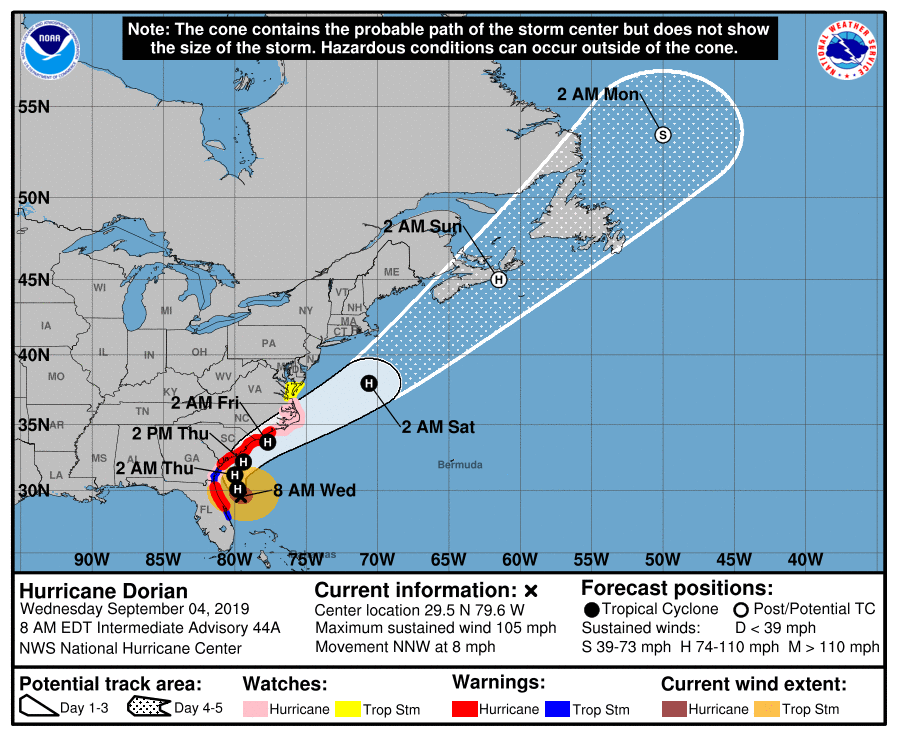 Note: The cone contains the probable path of the storm center but does not show
the size of the storm. Hazardous conditions can occur outside of the cone.
NOAA
NATIONAL WEATHER SERVICE
55N
50N
45N
40N
35N
30N
90W 85W 80W 75W 70W 65W 60W 55W 50W 45W 40W
2 AM Mon
S
2 AM Sun
H
ME
WI
VT
MI
NY
NH
MA
IA
CT
IL
IN
OH
PA
MO
WV
KY
VA
2 AM Fri
H
2 AM Sat
H
TN
NC
AR
2 PM Thu
H
SC
MS
AL
GA
2 AM Thu
H
Bermuda
LA
8 AM Wed
H
FL
Hurricane Dorian
Wednesday September 04, 2019
8 AM EDT Intermediate Advisory 44A
NWS National Hurricane Center
Current information: ×
Center location 29.5 N 79.6 W
Maximum sustained wind 105 mph
Movement NNW at 8 mph
Forecast positions:
Tropical Cyclone Post/Potential TC
Sustained winds: D < 39 mph
S 39-73 mph H 74-110 mph M > 110 mph
Potential track area:
Day 1-3 Day 4-5
Watches:
Hurricane Trop Stm
Warnings:
Hurricane Trop Stm
Current wind extent:
Hurricane Trop Stm